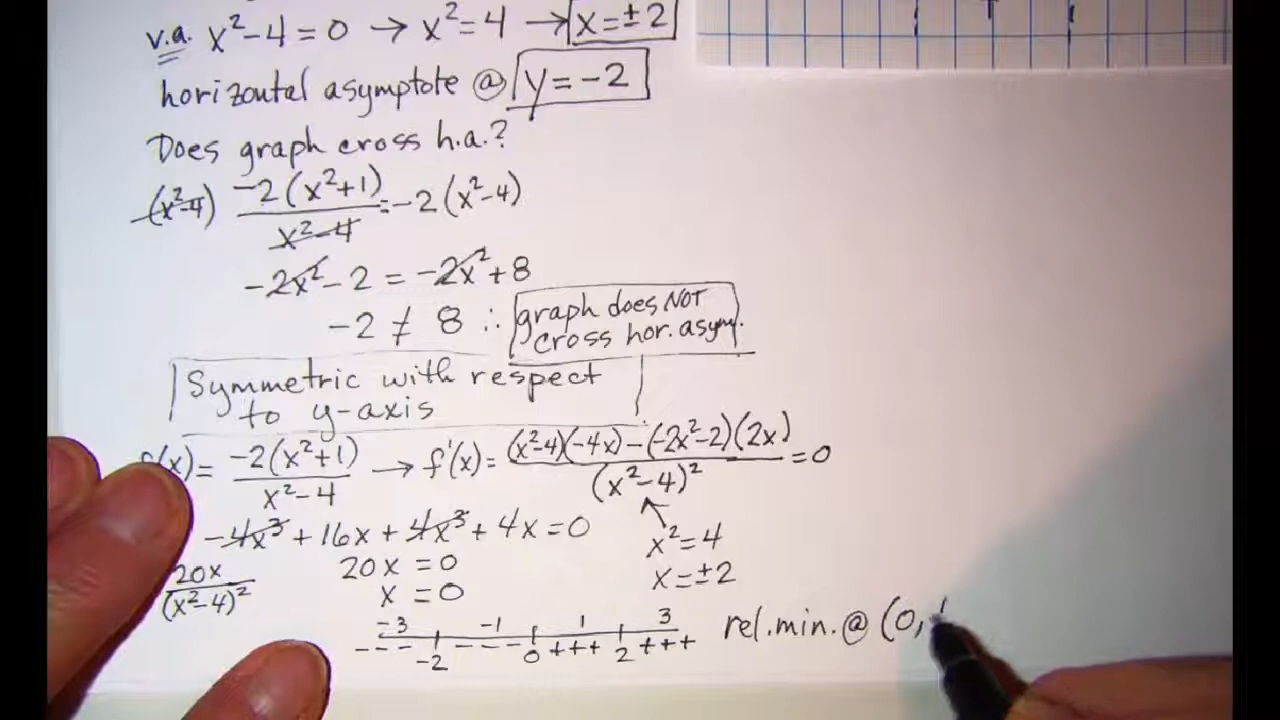 v.a. x²-4=0 → x²=4 → x=±2
horizontal asymptote @ y=-2
Does graph cross h.a.?
(x²-4) -2(x²+1)/x²-4 = -2(x²-4)
-2x²-2 = -2x²+8
-2 ≠ 8 ∴ graph does NOT
cross hor. asym.
Symmetric with respect
to y-axis
f(x)= -2(x²+1)/x²-4 → f'(x)= (x²-4)(-4x)-(-2x²-2)(2x)/(x²-4)² =0
-4x³+16x+4x³+4x=0
x²=4
20x/(x²-4)²
20x=0
x=±2
x=0
-3 -1 1 3
--- --- +++ +++
-2 0 2
rel.min.@ (0,